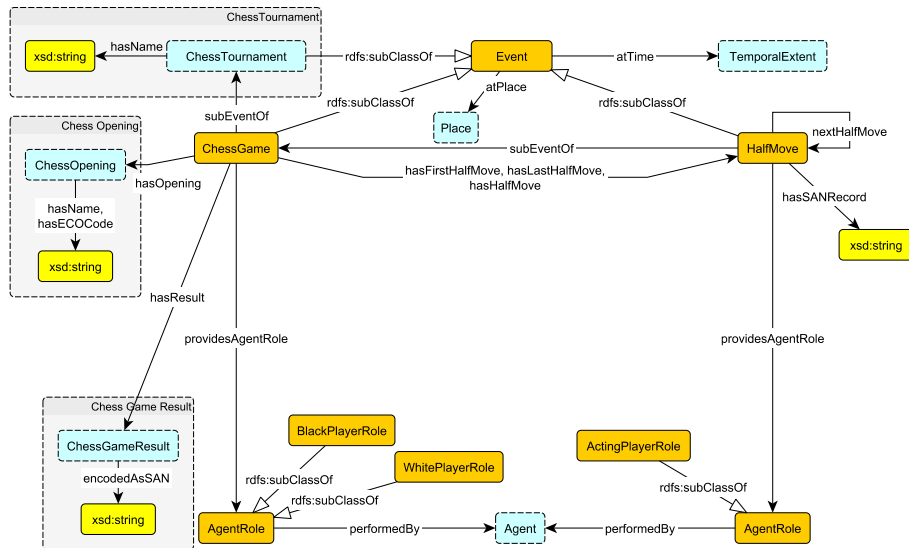 ChessTournament
xsd:string
hasName
ChessTournament
rdfs:subClassOf
Event
atTime
TemporalExtent
atPlace
rdfs:subClassOf
rdfs:subClassOf
subEventOf
Place
Chess Opening
nextHalfMove
ChessGame
subEventOf
HalfMove
ChessOpening
hasOpening
hasFirstHalfMove, hasLastHalfMove,
hasHalfMove
hasSANRecord
hasName,
hasECOCode
xsd:string
xsd:string
hasResult
providesAgentRole
providesAgentRole
Chess Game Result
BlackPlayerRole
ChessGameResult
ActingPlayerRole
WhitePlayerRole
encodedAsSAN
rdfs:subClassOf
rdfs:subClassOf
rdfs:subClassOf
xsd:string
AgentRole
performedBy
Agent
performedBy
AgentRole